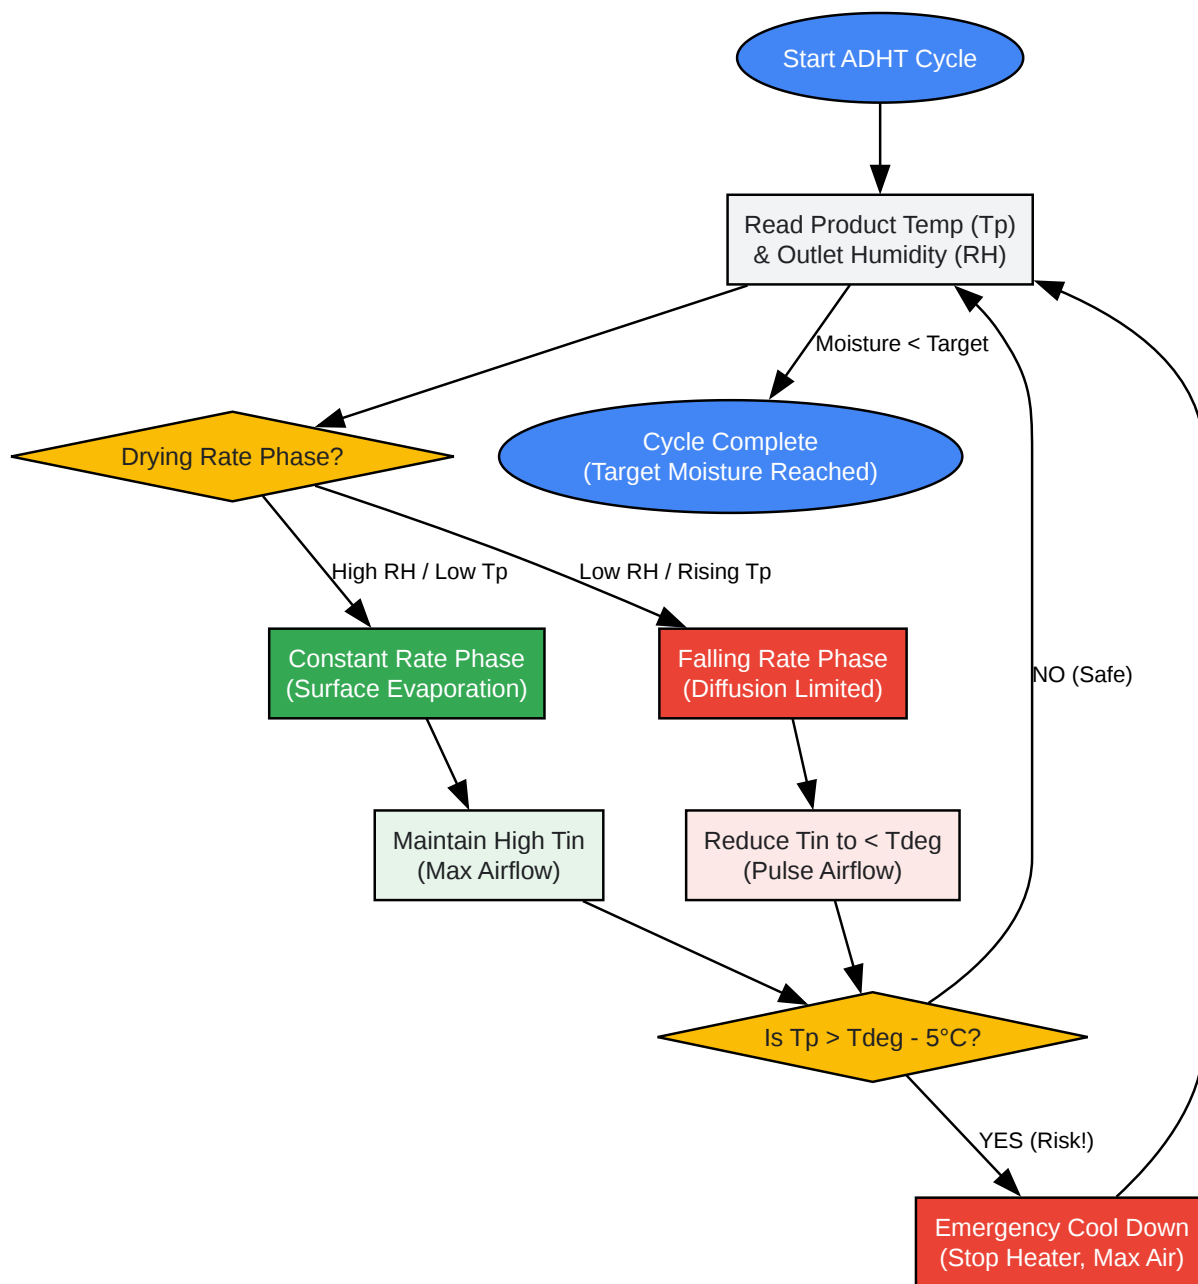 Start ADHT Cycle
Read Product Temp (Tp)
& Outlet Humidity (RH)
Moisture < Target
Drying Rate Phase?
Cycle Complete
(Target Moisture Reached)
High RH / Low Tp
Low RH / Rising Tp
Constant Rate Phase
(Surface Evaporation)
Falling Rate Phase
(Diffusion Limited)
NO (Safe)
Maintain High Tin
(Max Airflow)
Reduce Tin to < Tdeg
(Pulse Airflow)
Is Tp > Tdeg - 5°C?
YES (Risk!)
Emergency Cool Down
(Stop Heater, Max Air)